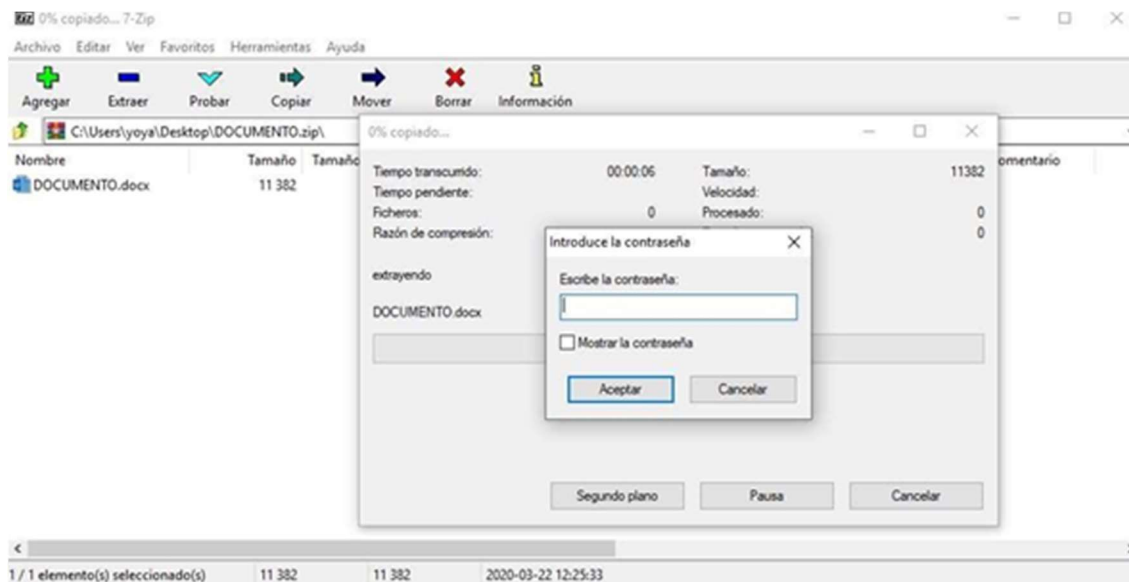 0% copiado... 7-Zip
Archivo Editar Ver Favoritos Herramientas Ayuda
Agregar Extraer Probar Copiar Mover Borrar Información
C:\Users\yoya\Desktop\DOCUMENTO.zip\
0% copiado...
Nombre Tamaño Tamaño omentario
DOCUMENTO.docx 11 382
Tiempo transcurrido: 00:00:06 Tamaño: 11382
Tiempo pendiente: Velocidad:
Ficheros: 0 Procesado: 0
Razón de compresión: 0
extrayendo
DOCUMENTO.docx
Introduce la contraseña
Escribe la contraseña:
Mostrar la contraseña
Aceptar Cancelar
Segundo plano Pausa Cancelar
1 / 1 elemento(s) seleccionado(s) 11 382 11 382 2020-03-22 12:25:33